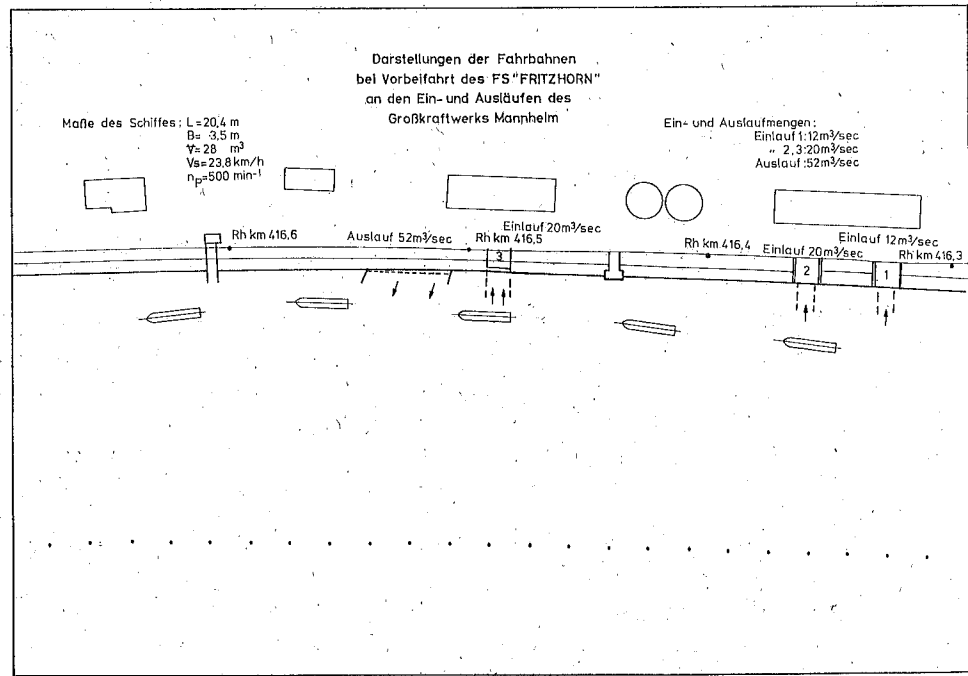 Darstellungen der Fahrbahnen
bei Vorbeifahrt des FS "FRITZHORN"
an den Ein- und Ausläufen des
Großkraftwerks Mannheim
Maße des Schiffes: L = 20,4 m
B = 3,5 m
∀ = 28 m³
Vs = 23,8 km/h
np = 500 min⁻¹
Ein- und Auslaufmengen:
Einlauf 1: 12m³/sec
" 2,3: 20m³/sec
Auslauf: 52m³/sec
Rh km 416,6
Auslauf 52m³/sec
Einlauf 20m³/sec
Rh km 416,5
Rh km 416,4
Einlauf 20m³/sec
Einlauf 12m³/sec
Rh km 416,3
3
2
1